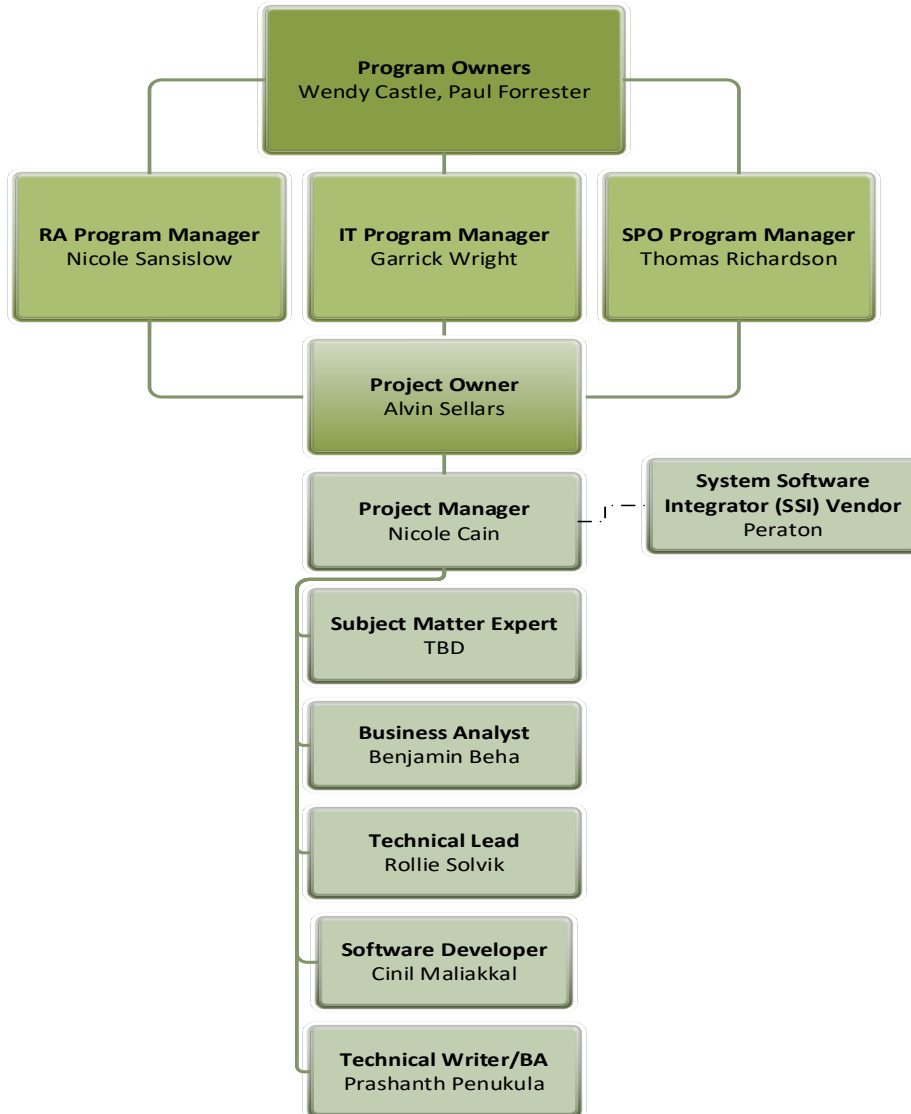 Program Owners
Wendy Castle, Paul Forrester
RA Program Manager
Nicole Sansislow
IT Program Manager
Garrick Wright
SPO Program Manager
Thomas Richardson
Project Owner
Alvin Sellars
Project Manager
Nicole Cain
System Software
Integrator (SSI) Vendor
Peraton
Subject Matter Expert
TBD
Business Analyst
Benjamin Beha
Technical Lead
Rollie Solvik
Software Developer
Cinil Maliakkal
Technical Writer/BA
Prashanth Penukula